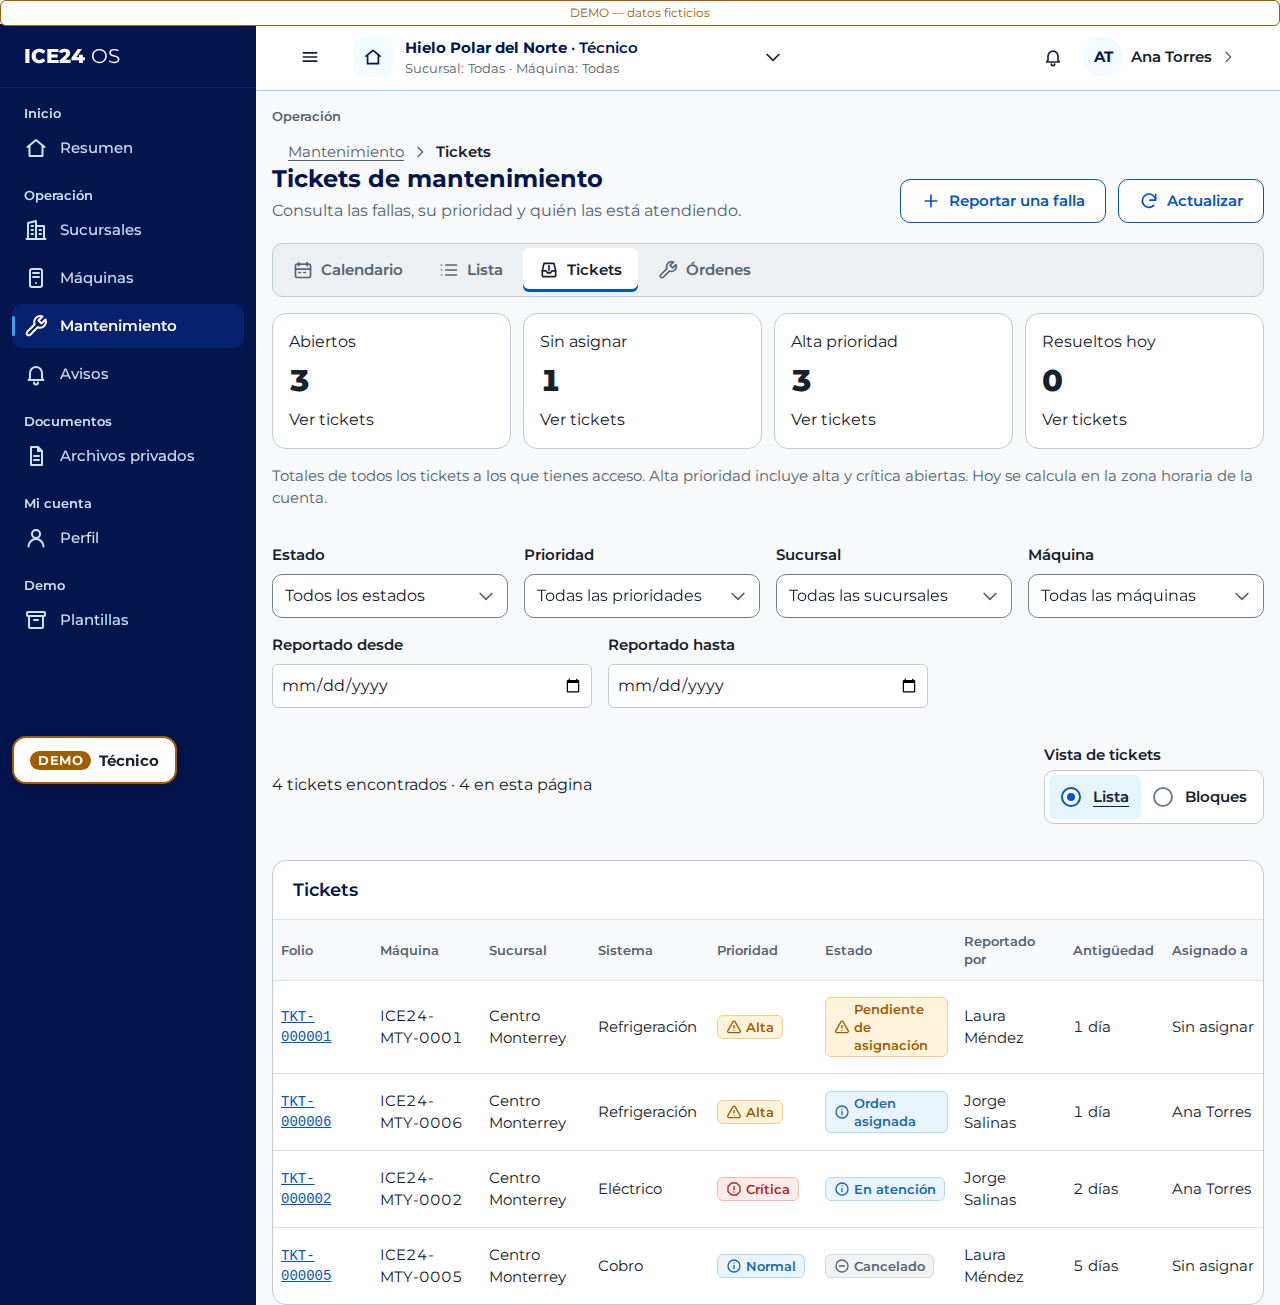 DEMO — datos ficticios
ICE24 OS
Hielo Polar del Norte · Técnico
Sucursal: Todas · Máquina: Todas
AT Ana Torres
Inicio
Resumen
Operación
Sucursales
Máquinas
Mantenimiento
Avisos
Documentos
Archivos privados
Mi cuenta
Perfil
Demo
Plantillas
DEMO Técnico
Operación
Mantenimiento Tickets
Tickets de mantenimiento
Consulta las fallas, su prioridad y quién las está atendiendo.
Reportar una falla Actualizar
Calendario Lista Tickets Órdenes
Abiertos
3
Ver tickets
Sin asignar
1
Ver tickets
Alta prioridad
3
Ver tickets
Resueltos hoy
0
Ver tickets
Totales de todos los tickets a los que tienes acceso. Alta prioridad incluye alta y crítica abiertas. Hoy se calcula en la zona horaria de la
cuenta.
Estado Prioridad Sucursal Máquina
Todos los estados Todas las prioridades Todas las sucursales Todas las máquinas
Reportado desde Reportado hasta
mm/dd/yyyy mm/dd/yyyy
Vista de tickets
4 tickets encontrados · 4 en esta página
Lista Bloques
Tickets
Folio Máquina Sucursal Sistema Prioridad Estado Reportado por Antigüedad Asignado a
TKT-000001 ICE24-MTY-0001 Centro Monterrey Refrigeración Alta Pendiente de asignación Laura Méndez 1 día Sin asignar
TKT-000006 ICE24-MTY-0006 Centro Monterrey Refrigeración Alta Orden asignada Jorge Salinas 1 día Ana Torres
TKT-000002 ICE24-MTY-0002 Centro Monterrey Eléctrico Crítica En atención Jorge Salinas 2 días Ana Torres
TKT-000005 ICE24-MTY-0005 Centro Monterrey Cobro Normal Cancelado Laura Méndez 5 días Sin asignar